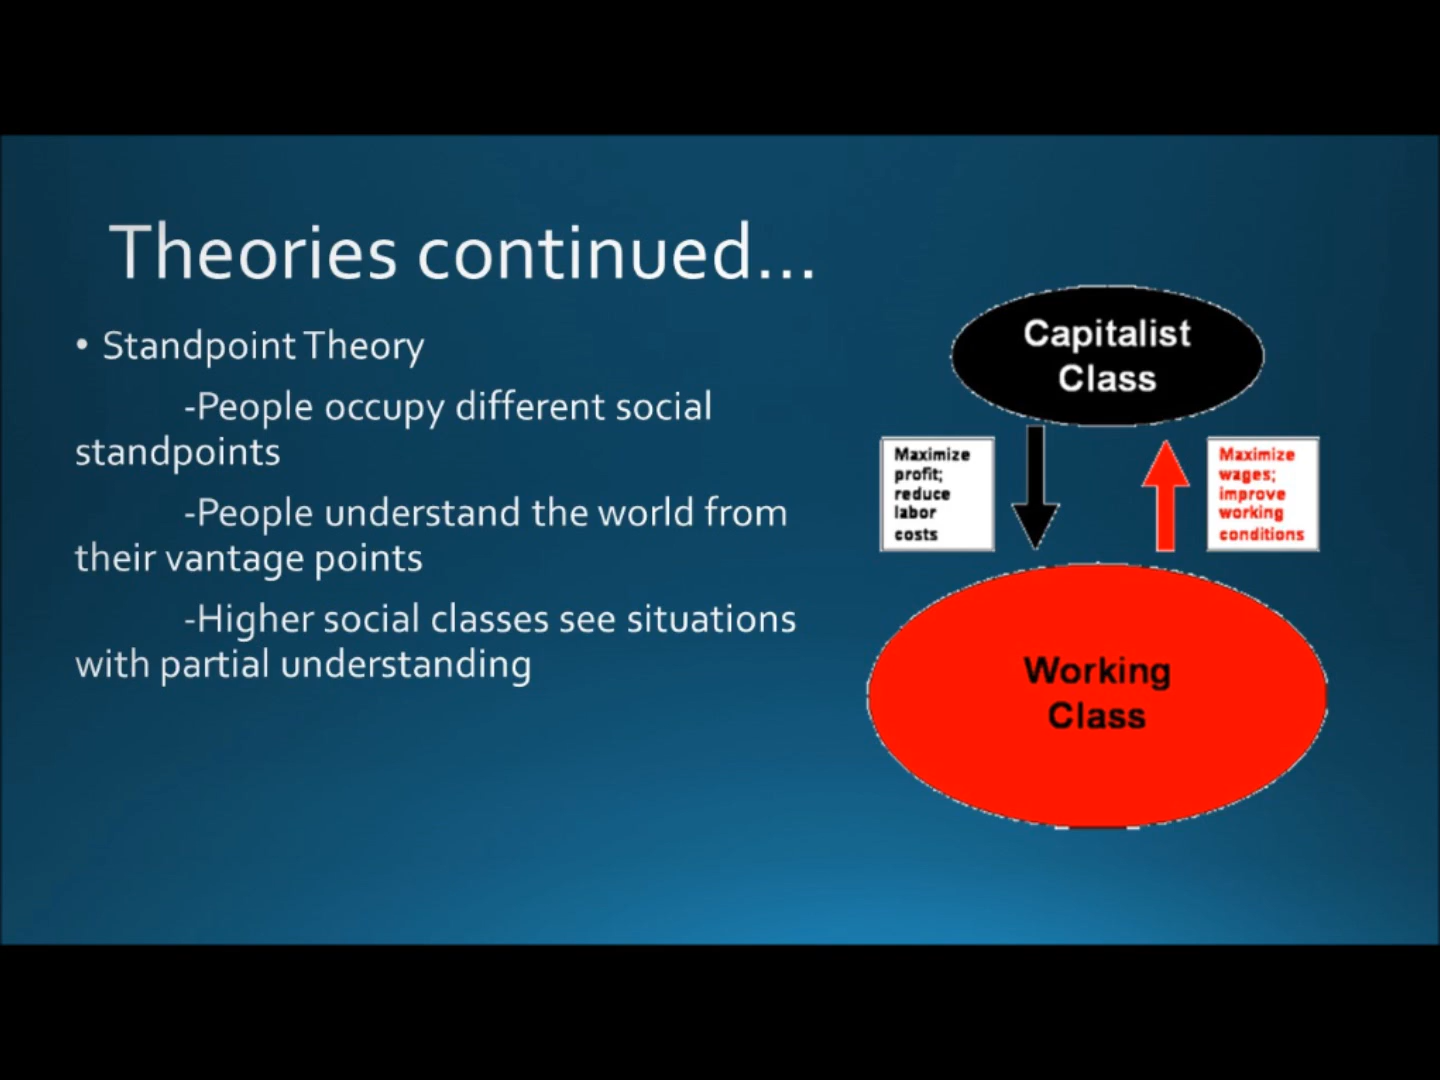 Theories continued...
• Standpoint Theory
-People occupy different social
standpoints
-People understand the world from
their vantage points
-Higher social classes see situations
with partial understanding
Capitalist
Class
Maximize
profit;
reduce
labor
costs
Maximize
wages;
improve
working
conditions
Working
Class